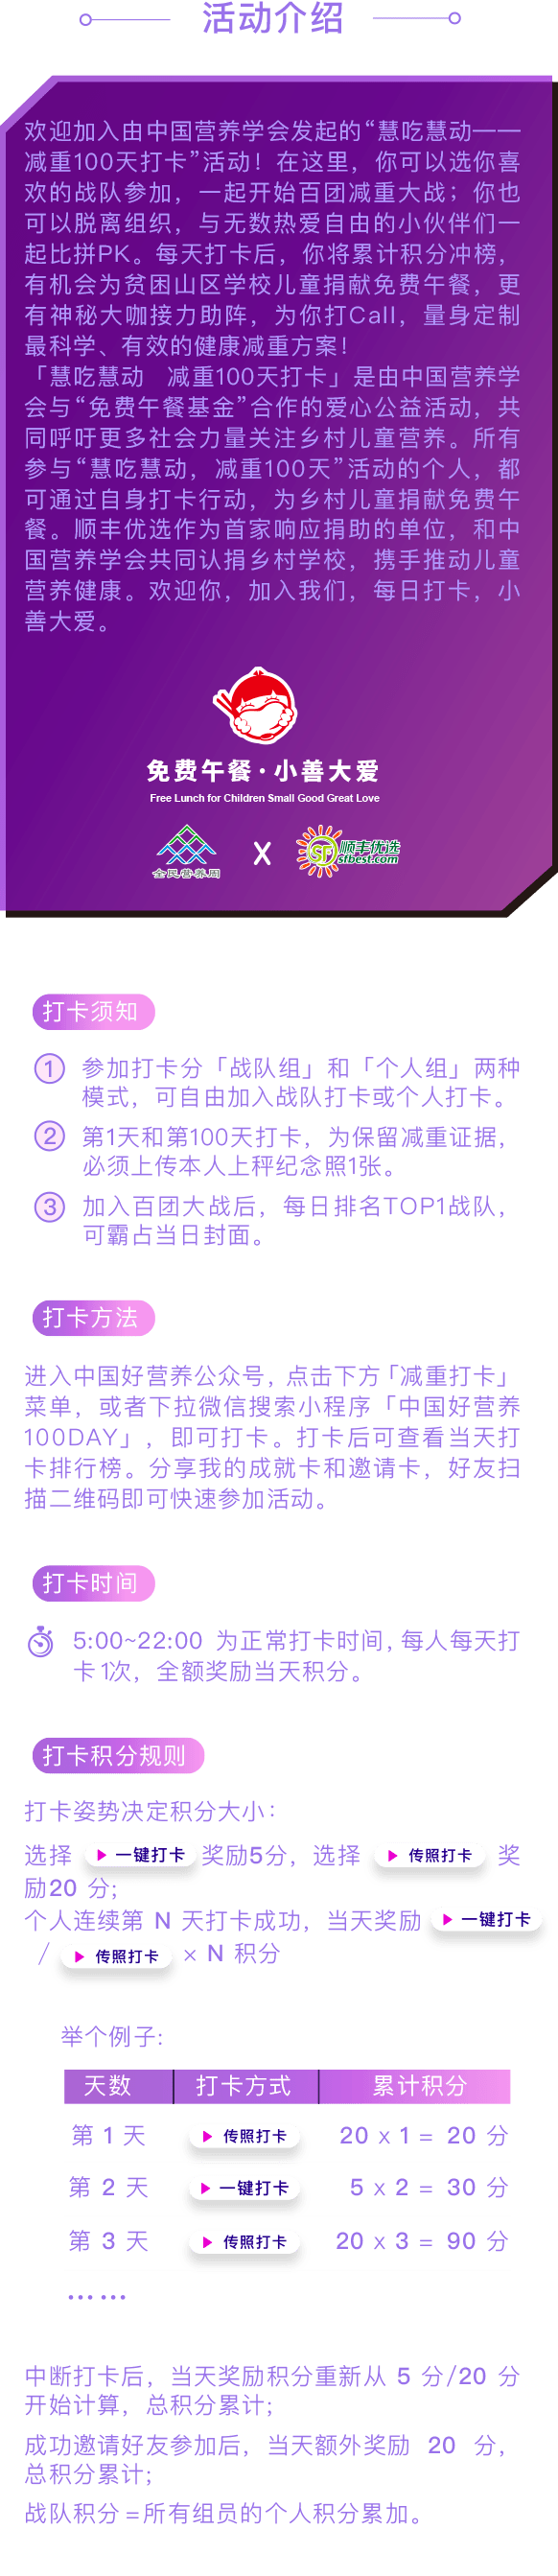 活动介绍
欢迎加入由中国营养学会发起的“慧吃慧动——
减重100天打卡”活动！在这里，你可以选你喜
欢的战队参加，一起开始百团减重大战；你也
可以脱离组织，与无数热爱自由的小伙伴们一
起比拼PK。每天打卡后，你将累计积分冲榜，
有机会为贫困山区学校儿童捐献免费午餐，更
有神秘大咖接力助阵，为你打Call，量身定制
最科学、有效的健康减重方案！
「慧吃慧动 减重100天打卡」是由中国营养学
会与“免费午餐基金”合作的爱心公益活动，共
同呼吁更多社会力量关注乡村儿童营养。所有
参与“慧吃慧动，减重100天”活动的个人，都
可通过自身打卡行动，为乡村儿童捐献免费午
餐。顺丰优选作为首家响应捐助的单位，和中
国营养学会共同认捐乡村学校，携手推动儿童
营养健康。欢迎你，加入我们，每日打卡，小
善大爱。
免费午餐·小善大爱
Free Lunch for Children Small Good Great Love
全民营养周 X SF 顺丰优选
sfbest.com
打卡须知
1 参加打卡分「战队组」和「个人组」两种
模式，可自由加入战队打卡或个人打卡。
2 第1天和第100天打卡，为保留减重证据，
必须上传本人上秤纪念照1张。
3 加入百团大战后，每日排名TOP1战队，
可霸占当日封面。
打卡方法
进入中国好营养公众号，点击下方「减重打卡」
菜单，或者下拉微信搜索小程序「中国好营养
100DAY」，即可打卡。打卡后可查看当天打
卡排行榜。分享我的成就卡和邀请卡，好友扫
描二维码即可快速参加活动。
打卡时间
5:00~22:00 为正常打卡时间，每人每天打
卡1次，全额奖励当天积分。
打卡积分规则
打卡姿势决定积分大小：
选择 一键打卡 奖励5分，选择 传照打卡 奖
励20 分;
个人连续第 N 天打卡成功，当天奖励 一键打卡
/ 传照打卡 × N 积分
举个例子:
天数 打卡方式 累计积分
第 1 天 传照打卡 20 x 1 = 20 分
第 2 天 一键打卡 5 x 2 = 30 分
第 3 天 传照打卡 20 x 3 = 90 分
……
中断打卡后，当天奖励积分重新从 5 分/20 分
开始计算，总积分累计;
成功邀请好友参加后，当天额外奖励 20 分，
总积分累计;
战队积分=所有组员的个人积分累加。